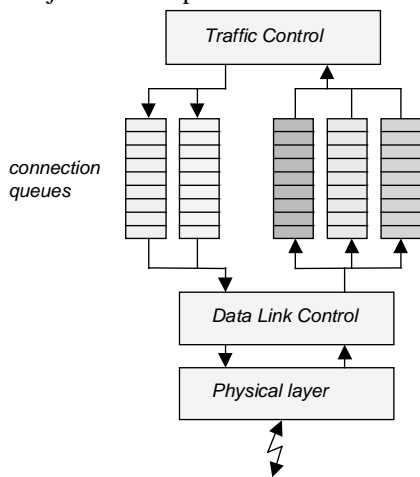 Traffic Control
connection
queues
Data Link Control
Physical layer